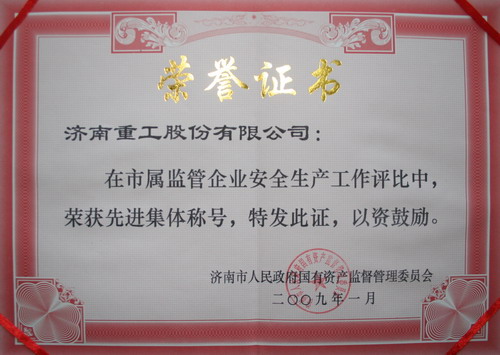 荣誉证书
济南重工股份有限公司：
在市属监管企业安全生产工作评比中，
荣获先进集体称号，特发此证，以资鼓励。
济南市人民政府国有资产监督管理委员会
二〇〇九年一月